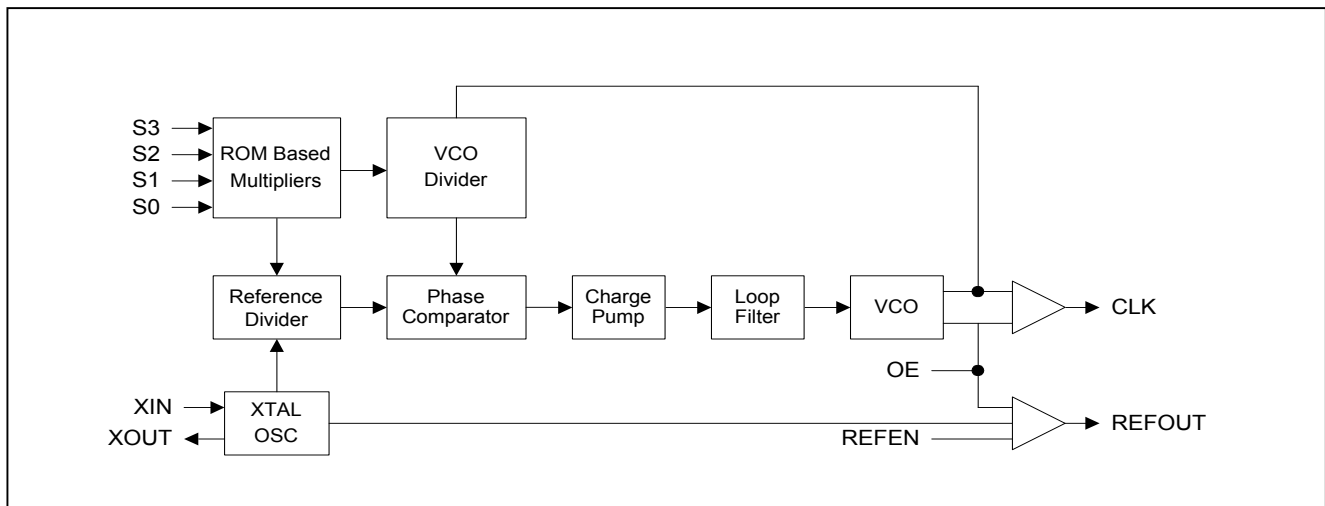 S3
S2
S1
S0
ROM Based
Multipliers
VCO
Divider
Reference
Divider
Phase
Comparator
Charge
Pump
Loop
Filter
VCO
CLK
OE
XIN
XOUT
XTAL
OSC
REFEN
REFOUT